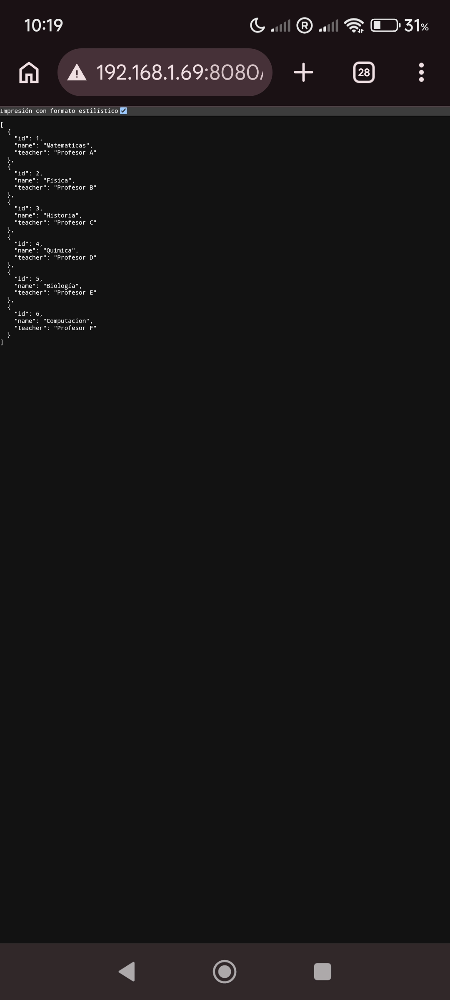 10:19
R
31%
192.168.1.69:8080/
28
Impresión con formato estilístico
[
  {
    "id": 1,
    "name": "Matematicas",
    "teacher": "Profesor A"
  },
  {
    "id": 2,
    "name": "Física",
    "teacher": "Profesor B"
  },
  {
    "id": 3,
    "name": "Historia",
    "teacher": "Profesor C"
  },
  {
    "id": 4,
    "name": "Quimica",
    "teacher": "Profesor D"
  },
  {
    "id": 5,
    "name": "Biología",
    "teacher": "Profesor E"
  },
  {
    "id": 6,
    "name": "Computacion",
    "teacher": "Profesor F"
  }
]